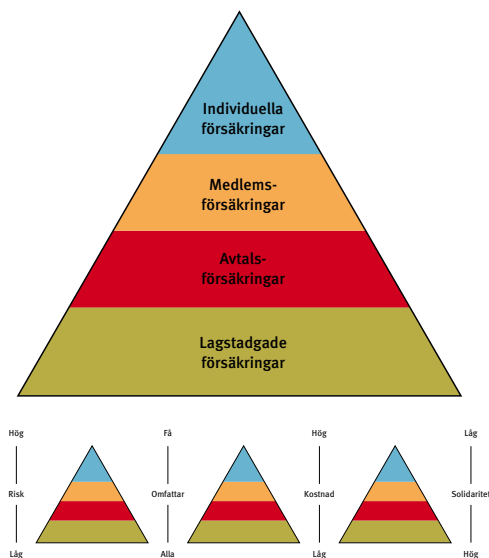 Individuella
försäkringar
Medlems-
försäkringar
Avtals-
försäkringar
Lagstadgade
försäkringar
Hög
Få
Hög
Låg
Risk
Omfattar
Kostnad
Solidaritet
Låg
Alla
Låg
Hög